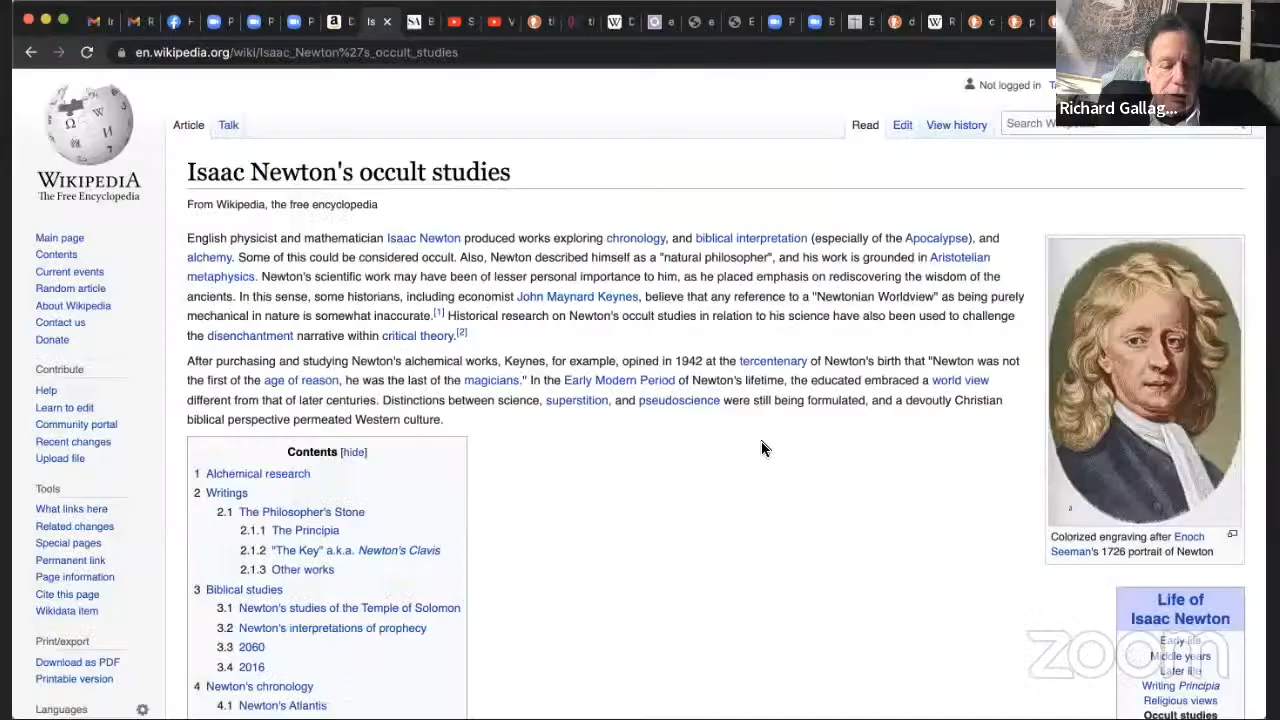 Is
a
SA
B
S
V
ti
ti
W
e
e
E
P
B
E
d
W
R
c
p
en.wikipedia.org/wiki/Isaac_Newton%27s_occult_studies
Richard Gallag...
Not logged in
Article
Talk
Read
Edit
View history
Search
WIKIPEDIA
The Free Encyclopedia
Main page
Contents
Current events
Random article
About Wikipedia
Contact us
Donate
Contribute
Help
Learn to edit
Community portal
Recent changes
Upload file
Tools
What links here
Related changes
Special pages
Permanent link
Page information
Cite this page
Wikidata item
Print/export
Download as PDF
Printable version
Languages
Isaac Newton's occult studies
From Wikipedia, the free encyclopedia
English physicist and mathematician Isaac Newton produced works exploring chronology, and biblical interpretation (especially of the Apocalypse), and
alchemy. Some of this could be considered occult. Also, Newton described himself as a "natural philosopher", and his work is grounded in Aristotelian
metaphysics. Newton's scientific work may have been of lesser personal importance to him, as he placed emphasis on rediscovering the wisdom of the
ancients. In this sense, some historians, including economist John Maynard Keynes, believe that any reference to a "Newtonian Worldview" as being purely
mechanical in nature is somewhat inaccurate.[1] Historical research on Newton's occult studies in relation to his science have also been used to challenge
the disenchantment narrative within critical theory.[2]
After purchasing and studying Newton's alchemical works, Keynes, for example, opined in 1942 at the tercentenary of Newton's birth that "Newton was not
the first of the age of reason, he was the last of the magicians." In the Early Modern Period of Newton's lifetime, the educated embraced a world view
different from that of later centuries. Distinctions between science, superstition, and pseudoscience were still being formulated, and a devoutly Christian
biblical perspective permeated Western culture.
Contents [hide]
1 Alchemical research
2 Writings
2.1 The Philosopher's Stone
2.1.1 The Principia
2.1.2 "The Key" a.k.a. Newton's Clavis
2.1.3 Other works
3 Biblical studies
3.1 Newton's studies of the Temple of Solomon
3.2 Newton's interpretations of prophecy
3.3 2060
3.4 2016
4 Newton's chronology
4.1 Newton's Atlantis
Colorized engraving after Enoch
Seeman's 1726 portrait of Newton
Life of
Isaac Newton
Early life
Middle years
Later life
Writing Principia
Religious views
Occult studies
zoom